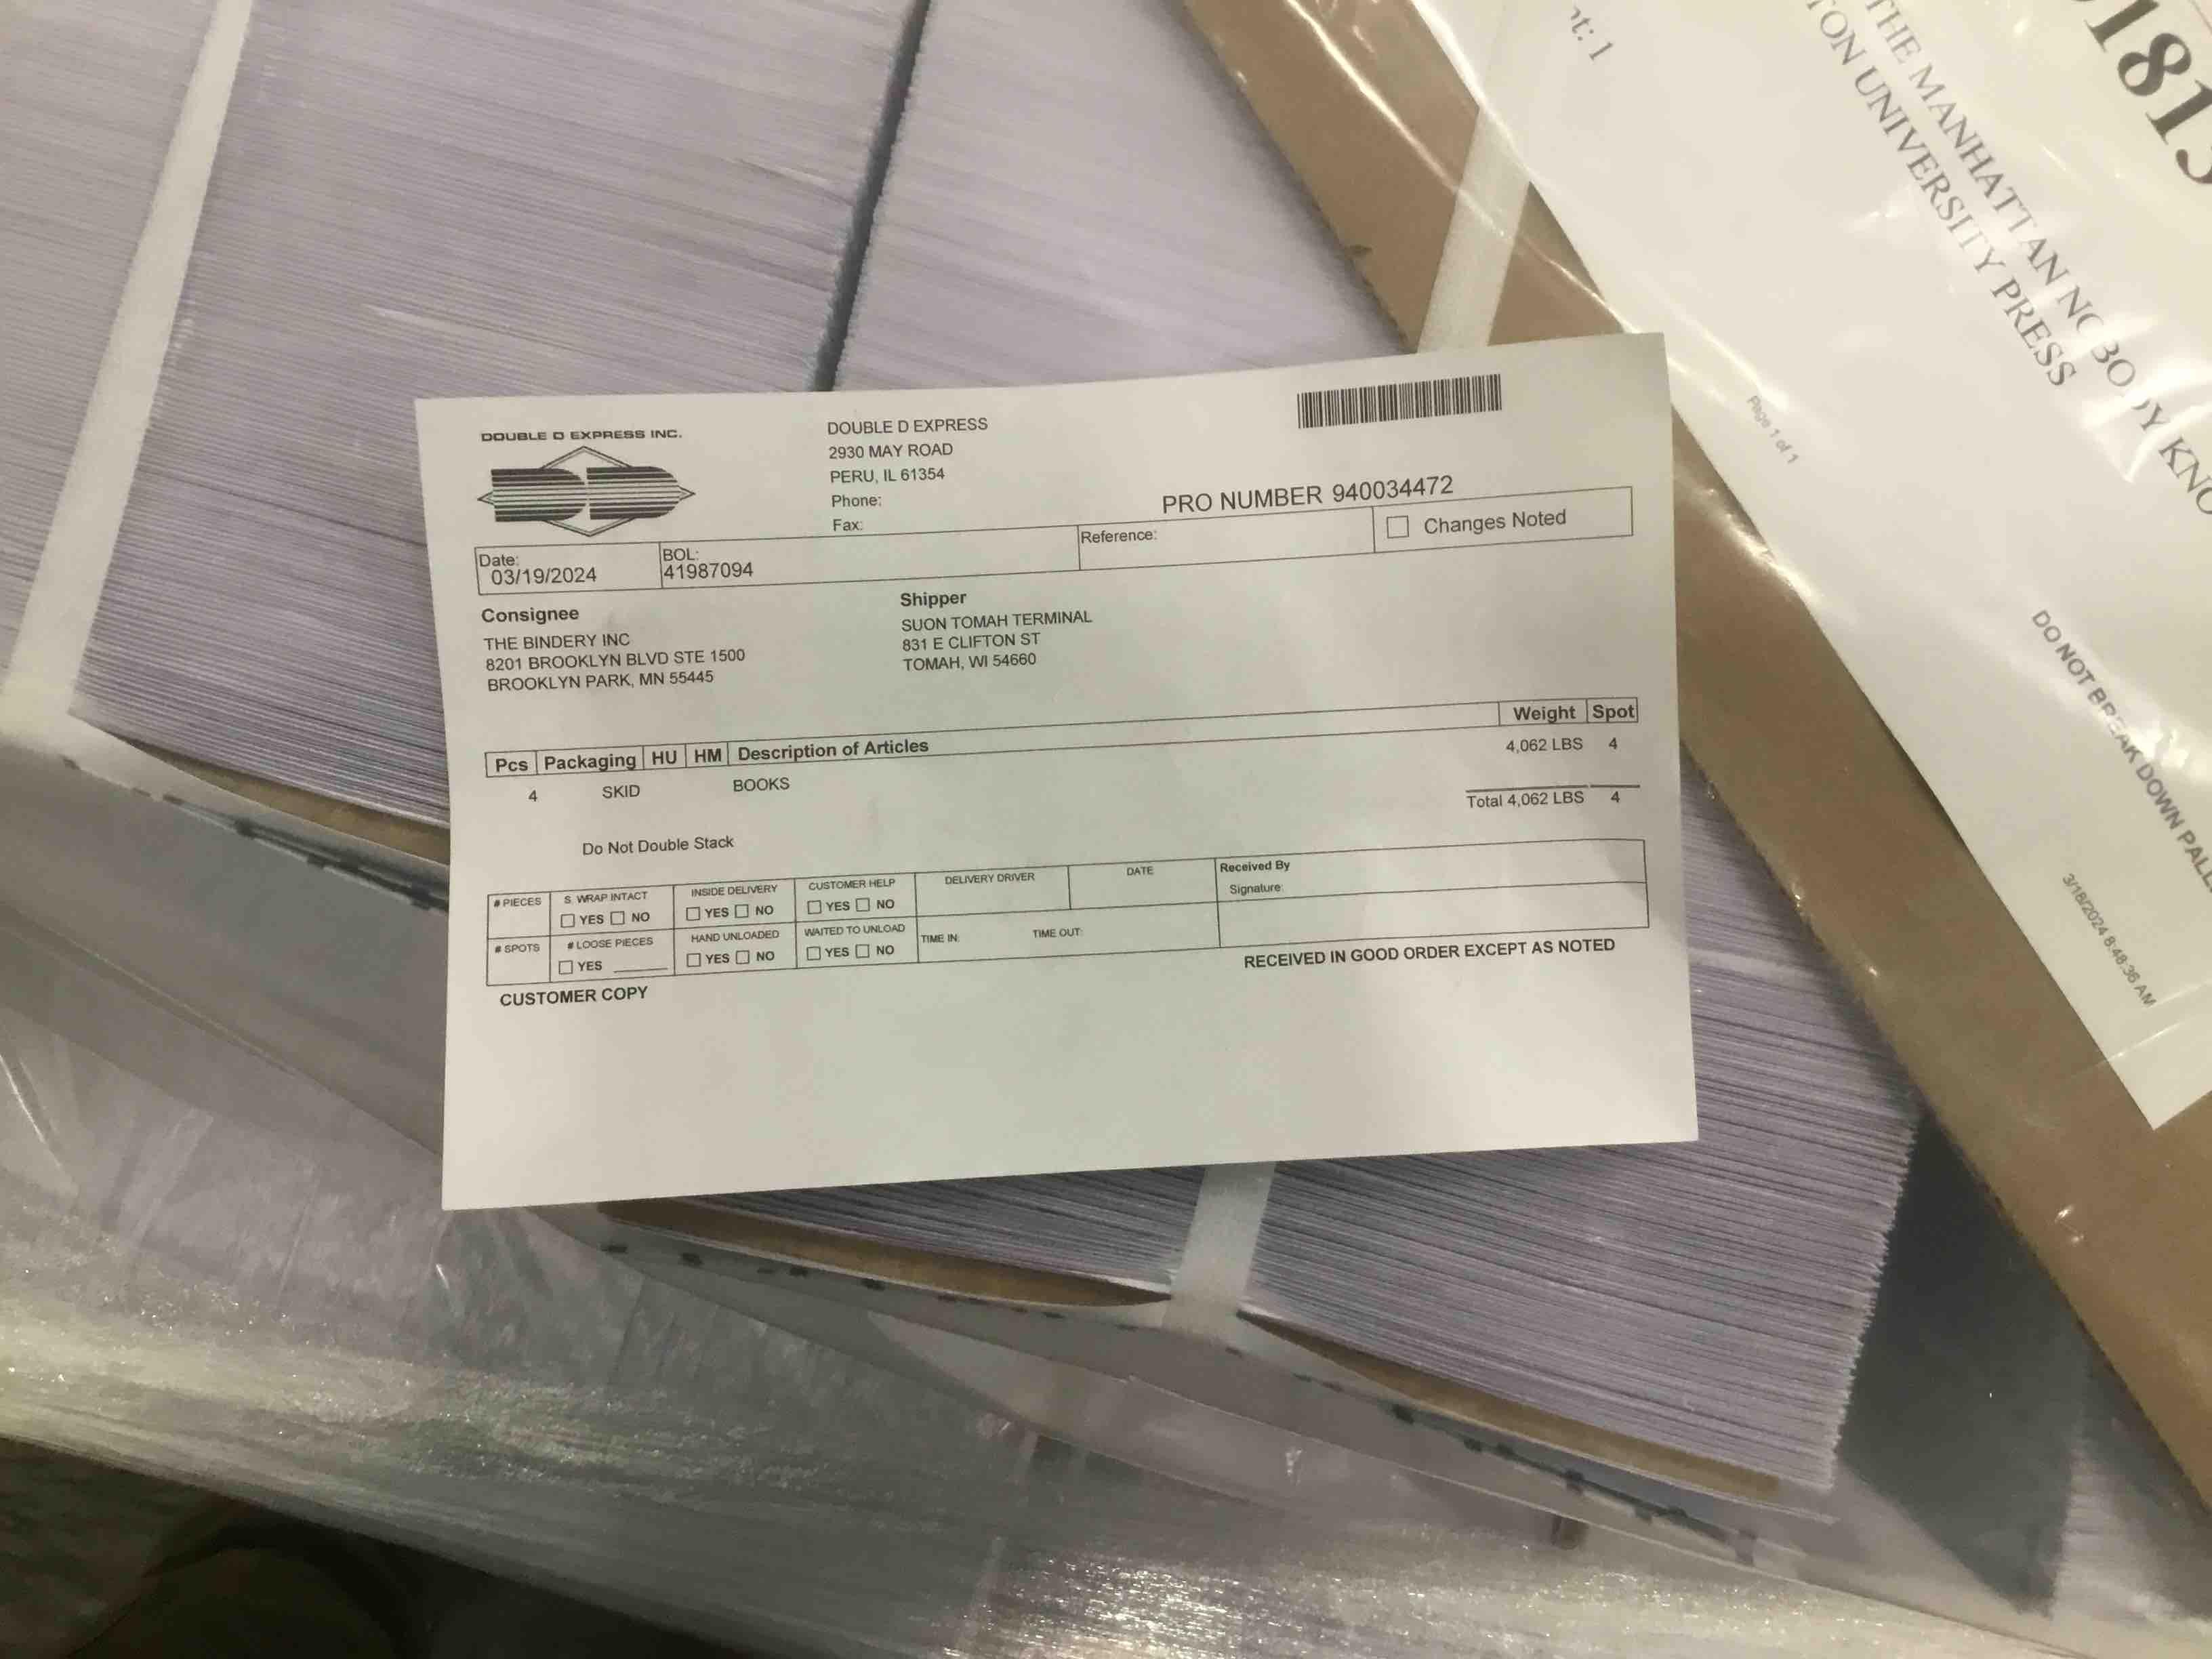 DOUBLE D EXPRESS INC.
DOUBLE D EXPRESS
2930 MAY ROAD
PERU, IL 61354
Phone:
Fax:
PRO NUMBER 940034472
Date:
03/19/2024
BOL:
41987094
Reference:
Changes Noted
Consignee
THE BINDERY INC
8201 BROOKLYN BLVD STE 1500
BROOKLYN PARK, MN 55445
Shipper
SUON TOMAH TERMINAL
831 E CLIFTON ST
TOMAH, WI 54660
Pcs Packaging HU HM Description of Articles Weight Spot
4 SKID BOOKS 4,062 LBS 4
Total 4,062 LBS 4
Do Not Double Stack
# PIECES
S. WRAP INTACT
YES NO
INSIDE DELIVERY
YES NO
CUSTOMER HELP
YES NO
DELIVERY DRIVER
DATE
Received By
Signature:
# SPOTS
# LOOSE PIECES
YES
HAND UNLOADED
YES NO
WAITED TO UNLOAD
YES NO
TIME IN:
TIME OUT:
RECEIVED IN GOOD ORDER EXCEPT AS NOTED
CUSTOMER COPY
THE MANHATTAN
UNIVERSITY PRESS
Page 1 of 1
DO NOT BREAK DOWN
3/18/2024 8:48:36 AM